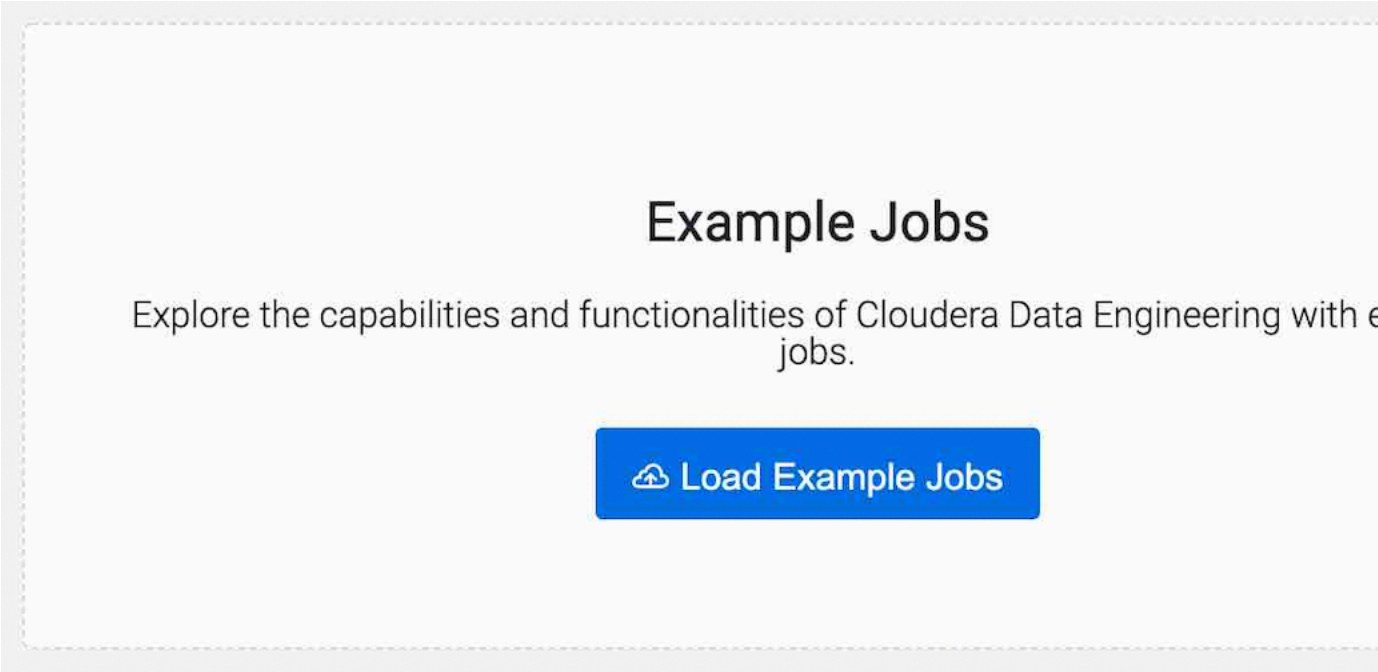 Example Jobs
Explore the capabilities and functionalities of Cloudera Data Engineering with
jobs.
Load Example Jobs